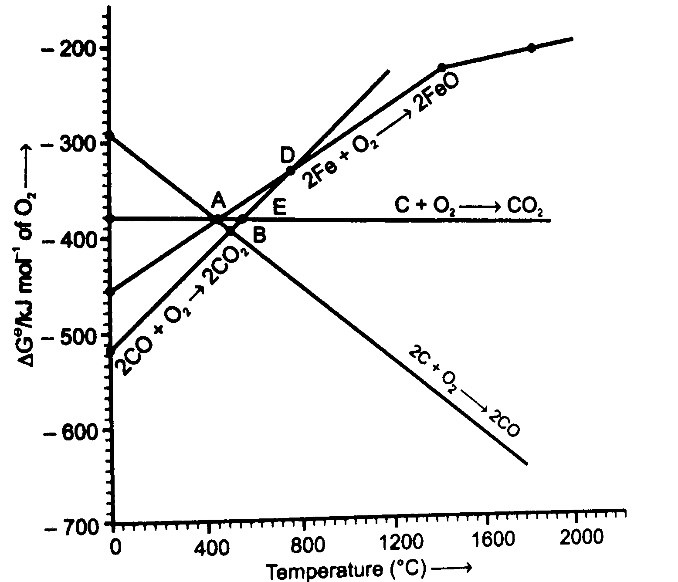 – 200
– 300
– 400
– 500
– 600
– 700
ΔG⊖/kJ mol⁻¹ of O₂ ⟶
A
B
D
E
2Fe + O₂ ⟶ 2FeO
C + O₂ ⟶ CO₂
2CO + O₂ → 2CO₂
2C + O₂ ⟶ 2CO
0 400 800 1200 1600 2000
Temperature (°C) ⟶